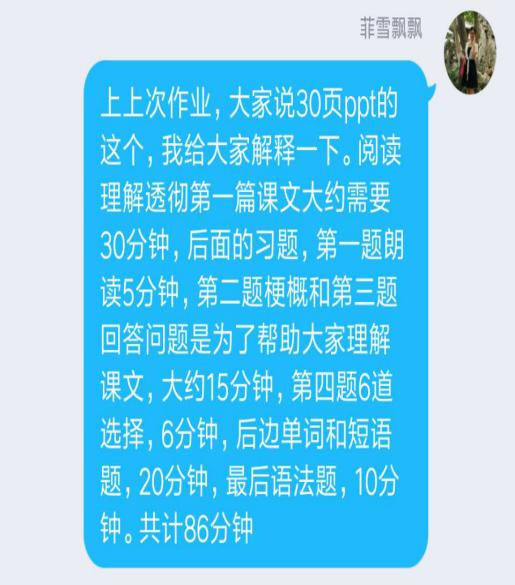 菲雪飘飘
上上次作业，大家说30页ppt的
这个，我给大家解释一下。阅读
理解透彻第一篇课文大约需要
30分钟，后面的习题，第一题朗
读5分钟，第二题梗概和第三题
回答问题是为了帮助大家理解
课文，大约15分钟，第四题6道
选择，6分钟，后边单词和短语
题，20分钟，最后语法题，10分
钟。共计86分钟